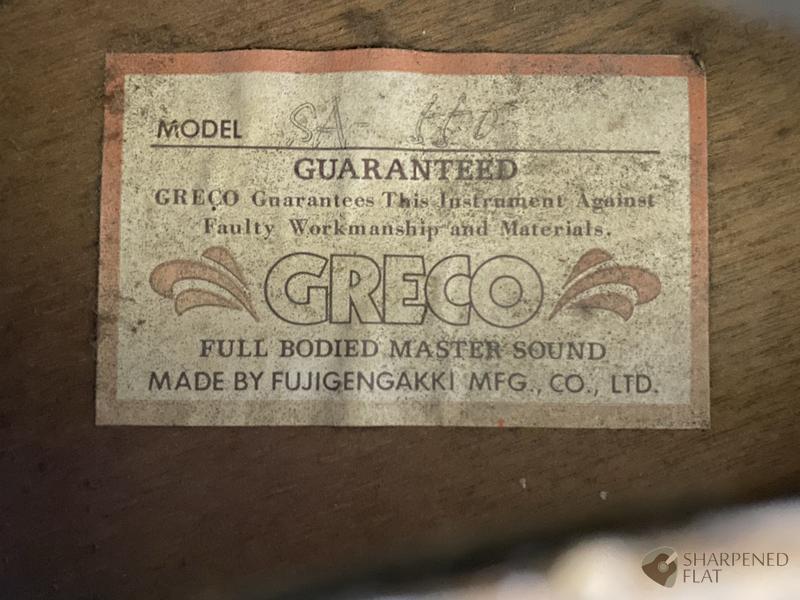 MODEL SA-
GUARANTEED
GRECO Guarantees This Instrument Against
Faulty Workmanship and Materials.
GRECO
FULL BODIED MASTER SOUND
MADE BY FUJIGENGAKKI MFG., CO., LTD.
SHARPENED
FLAT